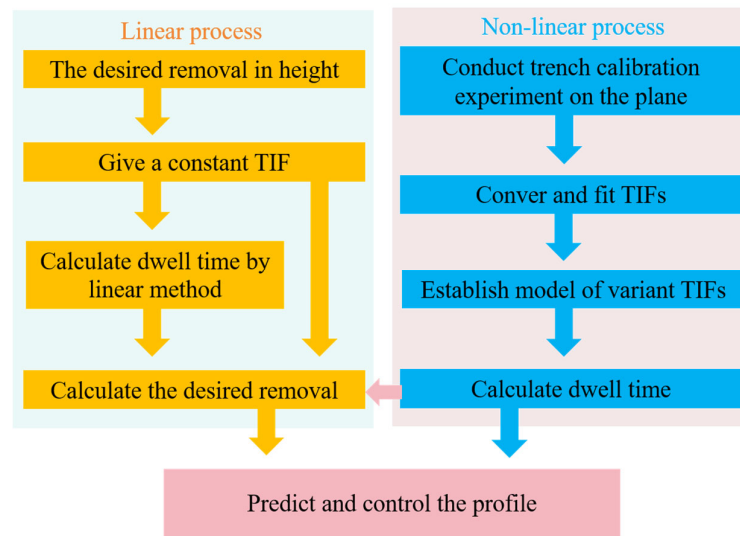 Linear process
The desired removal in height
Give a constant TIF
Calculate dwell time by
linear method
Calculate the desired removal
Non-linear process
Conduct trench calibration
experiment on the plane
Conver and fit TIFs
Establish model of variant TIFs
Calculate dwell time
Predict and control the profile